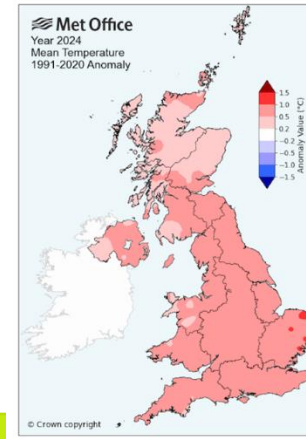 Met Office
Year 2024
Mean Temperature
1991-2020 Anomaly
1.5
1.0
0.5
0.2
−0.2
−0.5
−1.0
−1.5
Anomaly Value (°C)
© Crown copyright